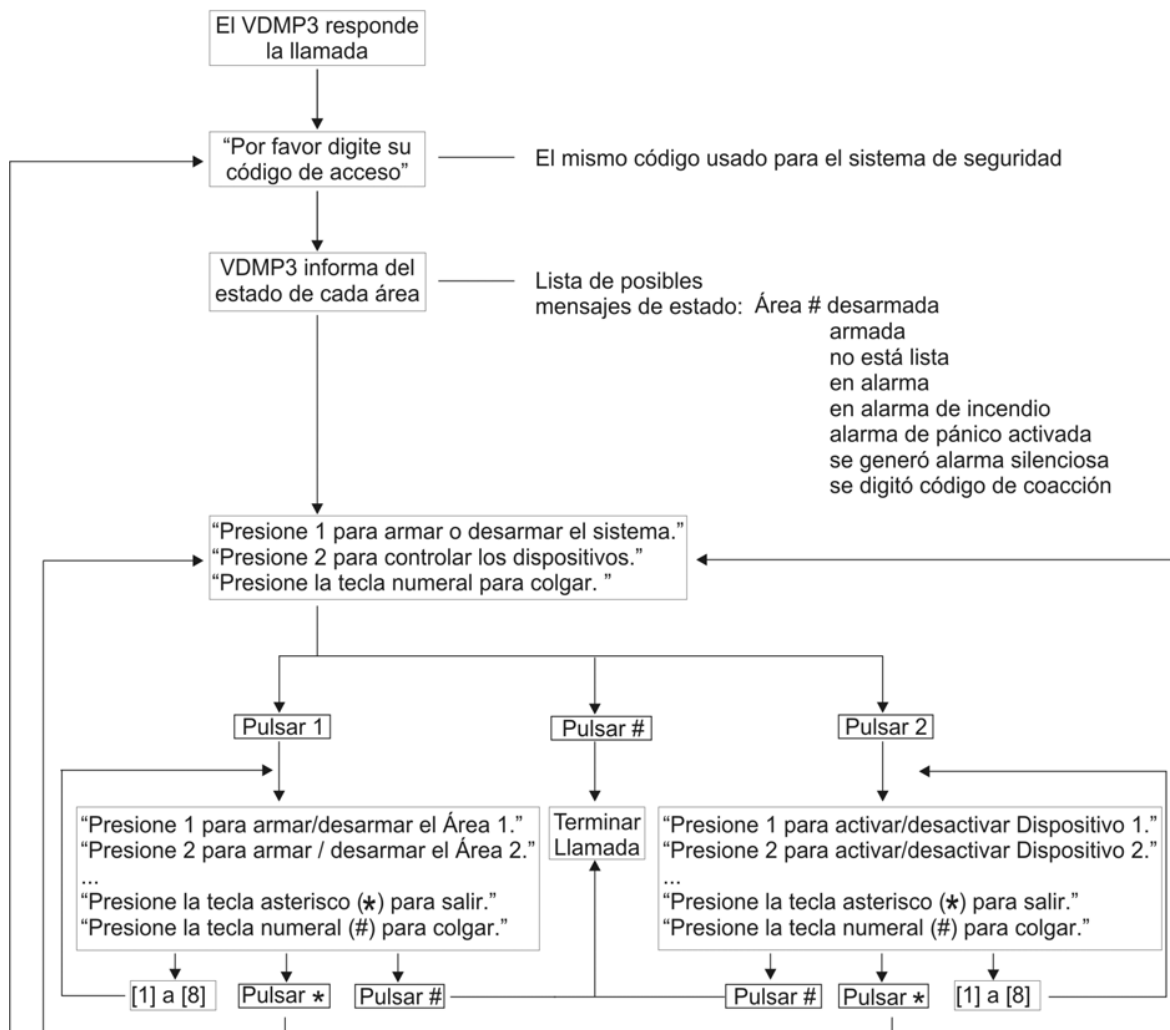 El VDMP3 responde
la llamada
“Por favor digite su
código de acceso”
El mismo código usado para el sistema de seguridad
VDMP3 informa del
estado de cada área
Lista de posibles
mensajes de estado: Área # desarmada
armada
no está lista
en alarma
en alarma de incendio
alarma de pánico activada
se generó alarma silenciosa
se digitó código de coacción
“Presione 1 para armar o desarmar el sistema.”
“Presione 2 para controlar los dispositivos.”
“Presione la tecla numeral para colgar. ”
Pulsar 1
Pulsar #
Pulsar 2
“Presione 1 para armar/desarmar el Área 1.”
“Presione 2 para armar / desarmar el Área 2.”
...
“Presione la tecla asterisco (*) para salir.”
“Presione la tecla numeral (#) para colgar.”
Terminar
Llamada
“Presione 1 para activar/desactivar Dispositivo 1.”
“Presione 2 para activar/desactivar Dispositivo 2.”
...
“Presione la tecla asterisco (*) para salir.”
“Presione la tecla numeral (#) para colgar.”
[1] a [8]
Pulsar *
Pulsar #
Pulsar #
Pulsar *
[1] a [8]